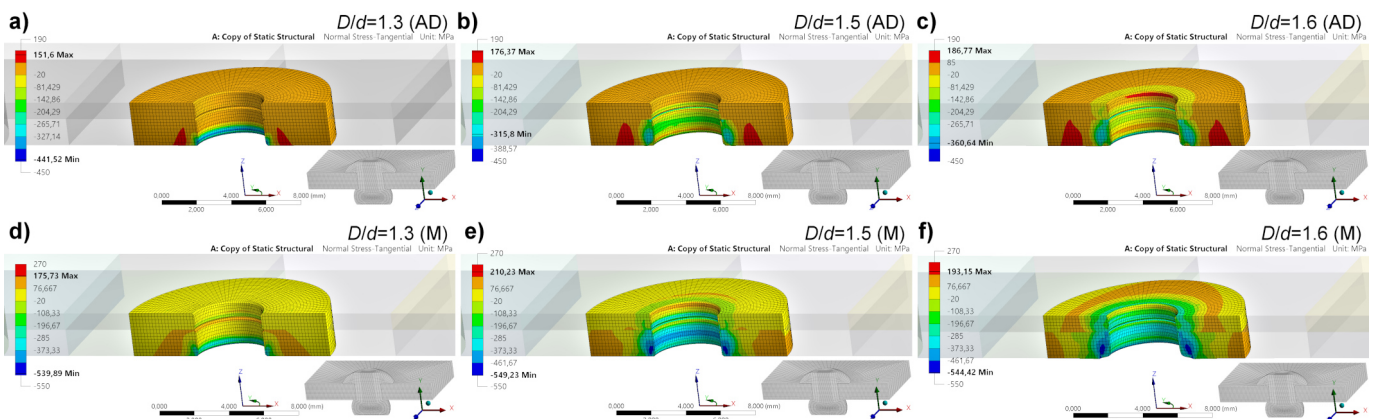 a)
D/d=1.3 (AD)
A: Copy of Static Structural Normal Stress-Tangential Unit: MPa
190
151,6 Max
-20
-81,429
-142,86
-204,29
-265,71
-327,14
-441,52 Min
-450
Z
X
0.000 4.000 8.000 (mm)
2.000 6.000
Y
X
b)
D/d=1.5 (AD)
A: Copy of Static Structural Normal Stress-Tangential Unit: MPa
190
176,37 Max
-20
-81,429
-142,86
-204,29
-265,71
-315,8 Min
-388,57
-450
Z
X
0.000 4.000 8.000 (mm)
2.000 6.000
Y
X
c)
D/d=1.6 (AD)
A: Copy of Static Structural Normal Stress-Tangential Unit: MPa
190
186,77 Max
85
20
-81,429
-142,86
-204,29
-265,71
-360,64 Min
-450
Z
X
0.000 4.000 8.000 (mm)
2.000 6.000
Y
X
d)
D/d=1.3 (M)
A: Copy of Static Structural Normal Stress-Tangential Unit: MPa
270
175,73 Max
76,667
-20
-108,33
-196,67
-285
-373,33
-539,89 Min
-550
Z
X
0.000 4.000 8.000 (mm)
Y
X
e)
D/d=1.5 (M)
A: Copy of Static Structural Normal Stress-Tangential Unit: MPa
270
210,23 Max
76,667
-20
-108,33
-196,67
-285
-373,33
-461,67
-549,23 Min
-550
Z
X
0.000 4.000 8.000 (mm)
Y
X
f)
D/d=1.6 (M)
A: Copy of Static Structural Normal Stress-Tangential Unit: MPa
270
193,15 Max
76,667
-20
-108,33
-196,67
-285
-373,33
-461,67
-544,42 Min
-550
Z
X
0.000 4.000 8.000 (mm)
Y
X